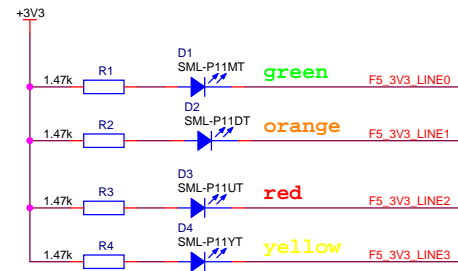 +3V3
D1
SML-P11MT
1.47k R1 green F5_3V3_LINE0
D2
SML-P11DT
1.47k R2 orange F5_3V3_LINE1
D3
SML-P11UT
1.47k R3 red F5_3V3_LINE2
D4
SML-P11YT
1.47k R4 yellow F5_3V3_LINE3